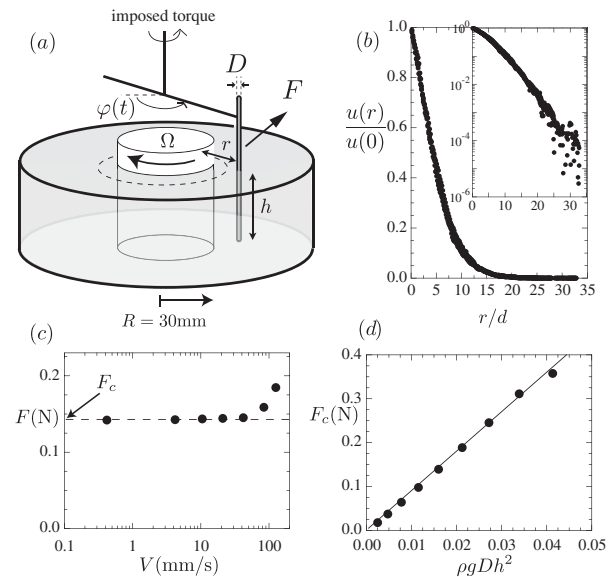 imposed torque
(a)
D
φ(t)
F
Ω
r
h
R = 30mm
(b)
u(r)
u(0)
1.0
0.8
0.6
0.4
0.2
0.0
0 5 10 15 20 25 30 35
r/d
10⁰
10⁻²
10⁻⁴
10⁻⁶
0 10 20 30
(c)
F_c
F(N)
0.2
0.1
0.0
0.1 1 10 100
V(mm/s)
(d)
F_c(N)
0.4
0.3
0.2
0.1
0.0
0.00 0.01 0.02 0.03 0.04 0.05
ρgDh²